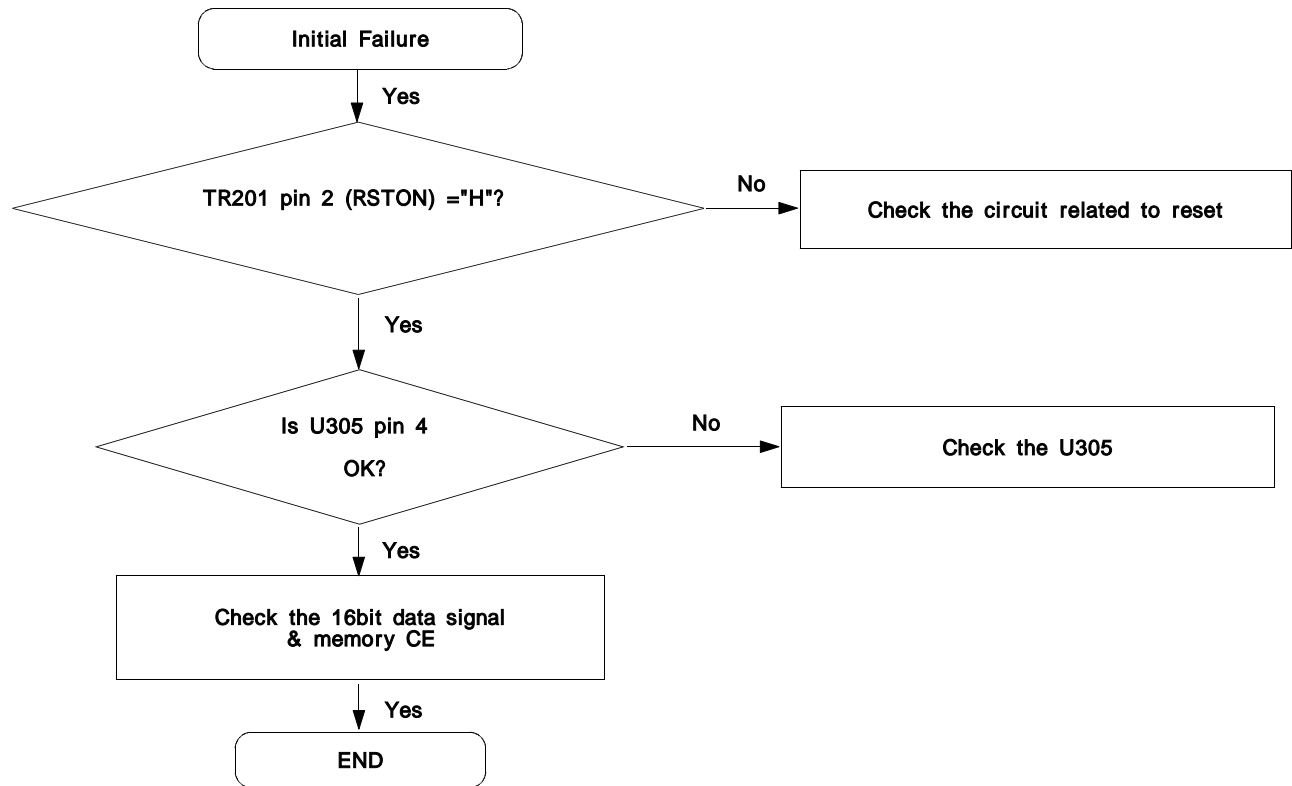 Initial Failure
Yes
TR201 pin 2 (RSTON) ="H"?
No
Check the circuit related to reset
Yes
Is U305 pin 4
OK?
No
Check the U305
Yes
Check the 16bit data signal
& memory CE
Yes
END